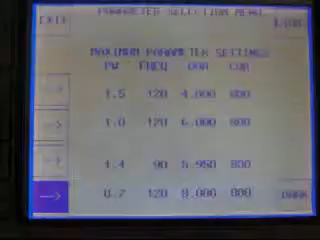 PARAMETER SELECTION MENU
EXIT
MAXIMUM PARAMETER SETTINGS
PW FREQ CUR
--> 1.5 120 4.000 800
--> 1.0 120 6.000 800
--> 1.4 90 5.950 800
--> 0.7 120 8.000 800